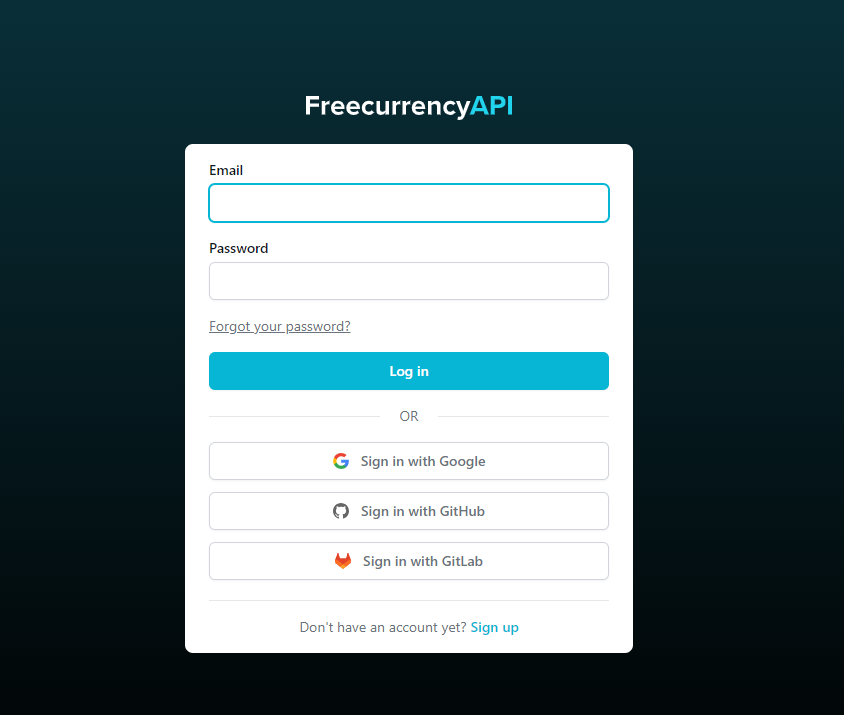 FreecurrencyAPI
Email
Password
Forgot your password?
Log in
OR
Sign in with Google
Sign in with GitHub
Sign in with GitLab
Don't have an account yet? Sign up